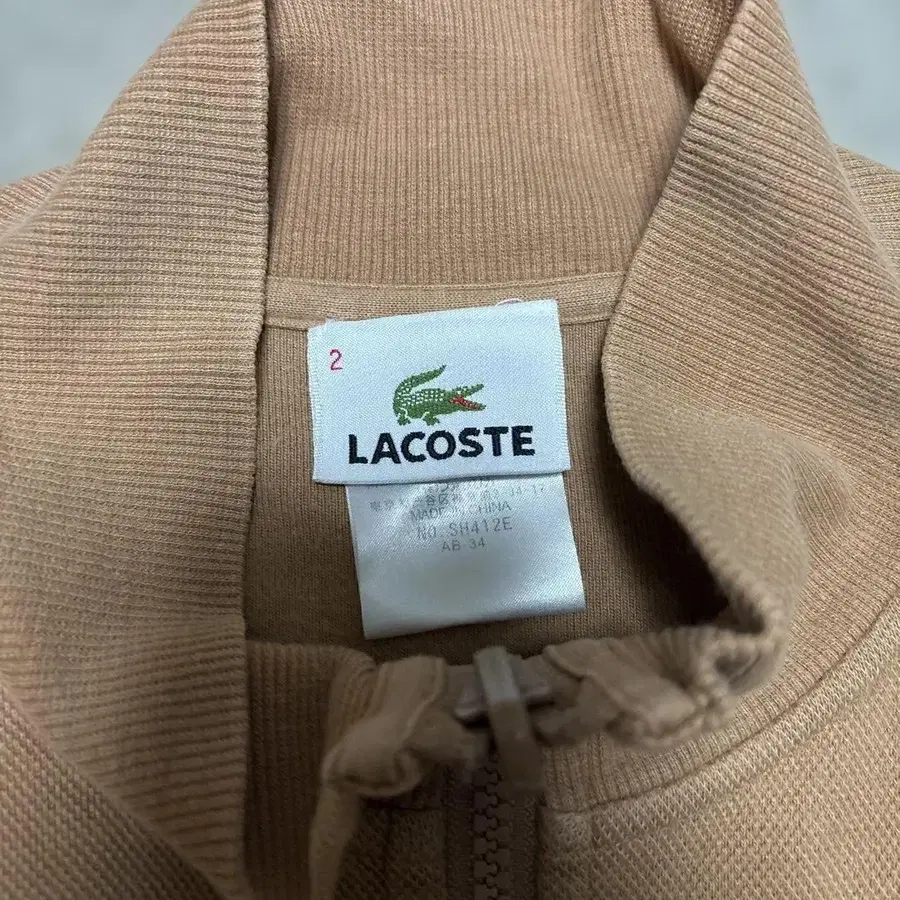 2
LACOSTE
MADE IN CHINA
NO. SH412E
AB-34